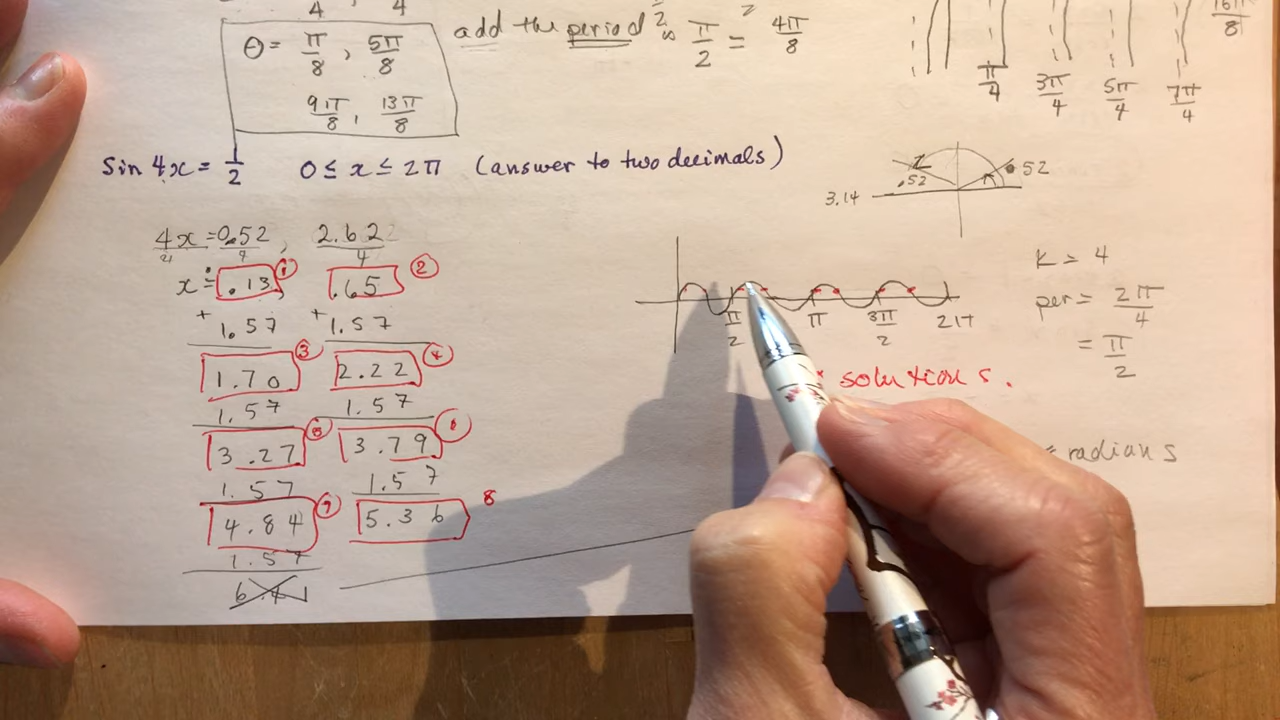 4 , 4
θ = π/8 , 5π/8
9π/8 , 13π/8
add the period π/2 = 4π/8
16π/8
π/4 3π/4 5π/4 7π/4
Sin 4x = 1/2 0 ≤ x ≤ 2π (answer to two decimals)
.52 .52
3.14
4x = 0.52 , 2.62
4 4
x ≐ .13 , ① .65 ②
+ 1.57 + 1.57
1.70 ③ 2.22 ④
1.57 1.57
3.27 ⑤ 3.79 ⑥
1.57 1.57
4.84 ⑦ 5.36 8
1.57
π/2 π 3π/2 2π
K = 4
per = 2π/4
= π/2
solutions.
= radians